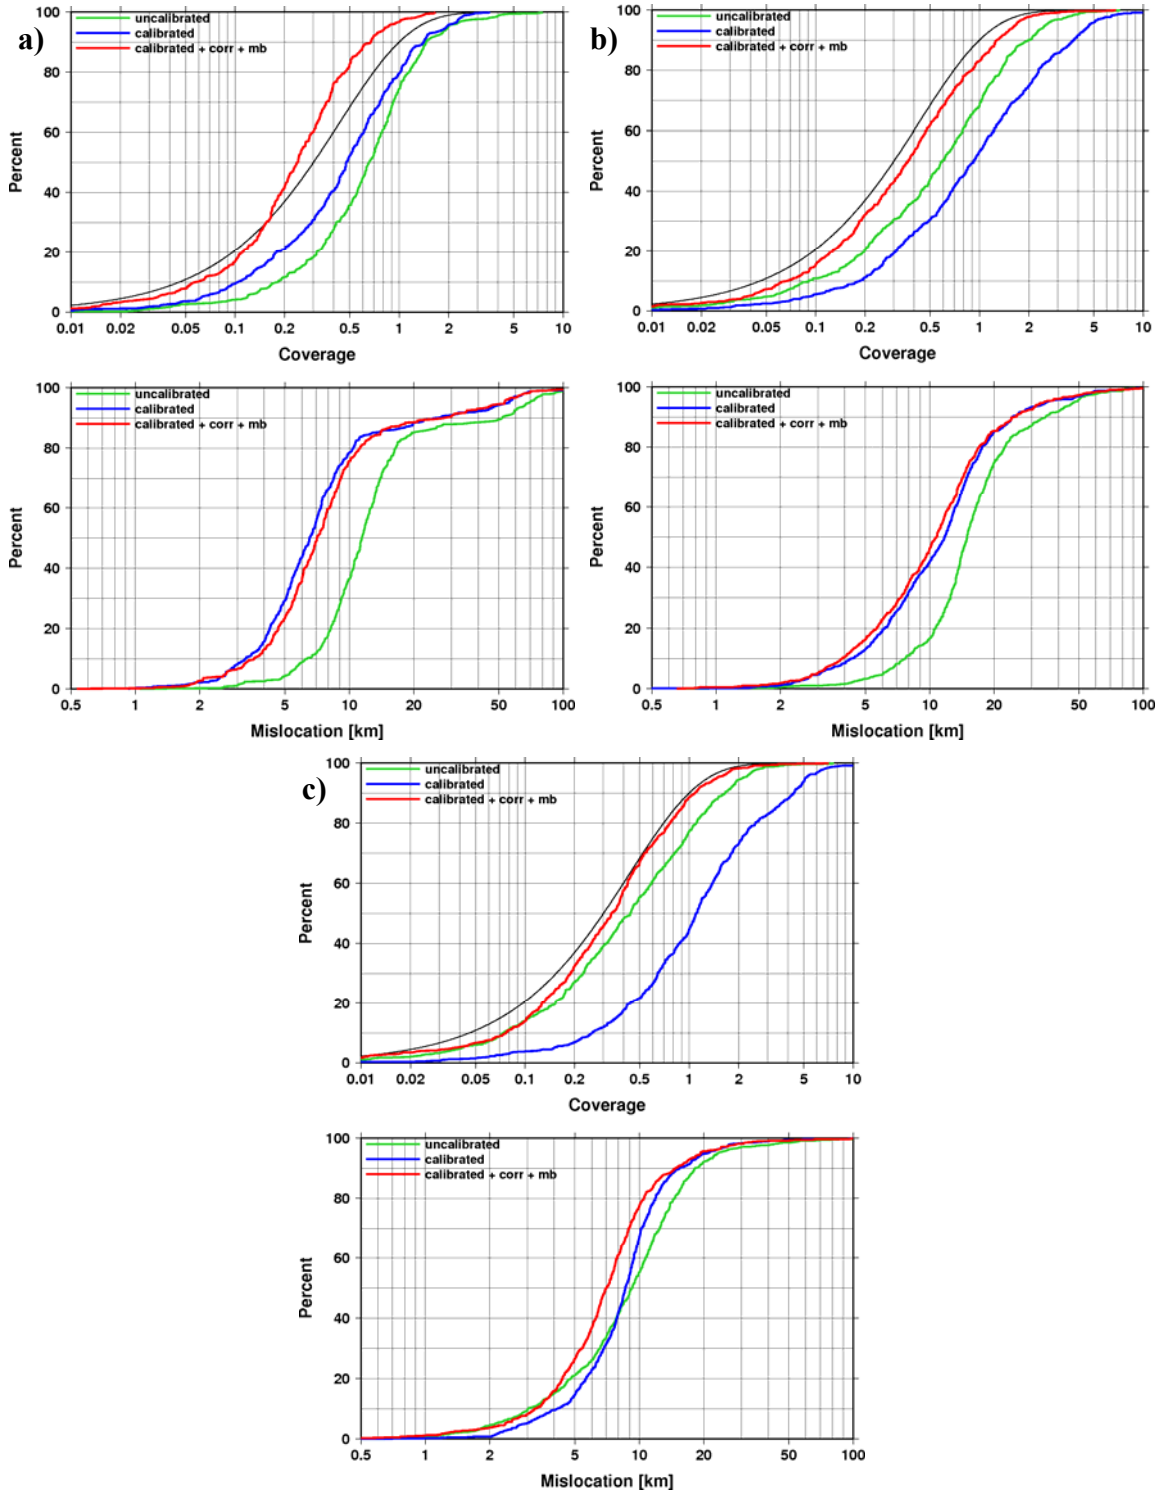 a)
uncalibrated
calibrated
calibrated + corr + mb
100
80
60
40
20
0
Percent
0.01 0.02 0.05 0.1 0.2 0.5 1 2 5 10
Coverage
uncalibrated
calibrated
calibrated + corr + mb
100
80
60
40
20
0
Percent
0.5 1 2 5 10 20 50 100
Mislocation [km]
b)
uncalibrated
calibrated
calibrated + corr + mb
100
80
60
40
20
0
Percent
0.01 0.02 0.05 0.1 0.2 0.5 1 2 5 10
Coverage
uncalibrated
calibrated
calibrated + corr + mb
100
80
60
40
20
0
Percent
0.5 1 2 5 10 20 50 100
Mislocation [km]
c)
uncalibrated
calibrated
calibrated + corr + mb
100
80
60
40
20
0
Percent
0.01 0.02 0.05 0.1 0.2 0.5 1 2 5 10
Coverage
uncalibrated
calibrated
calibrated + corr + mb
100
80
60
40
20
0
Percent
0.5 1 2 5 10 20 50 100
Mislocation [km]